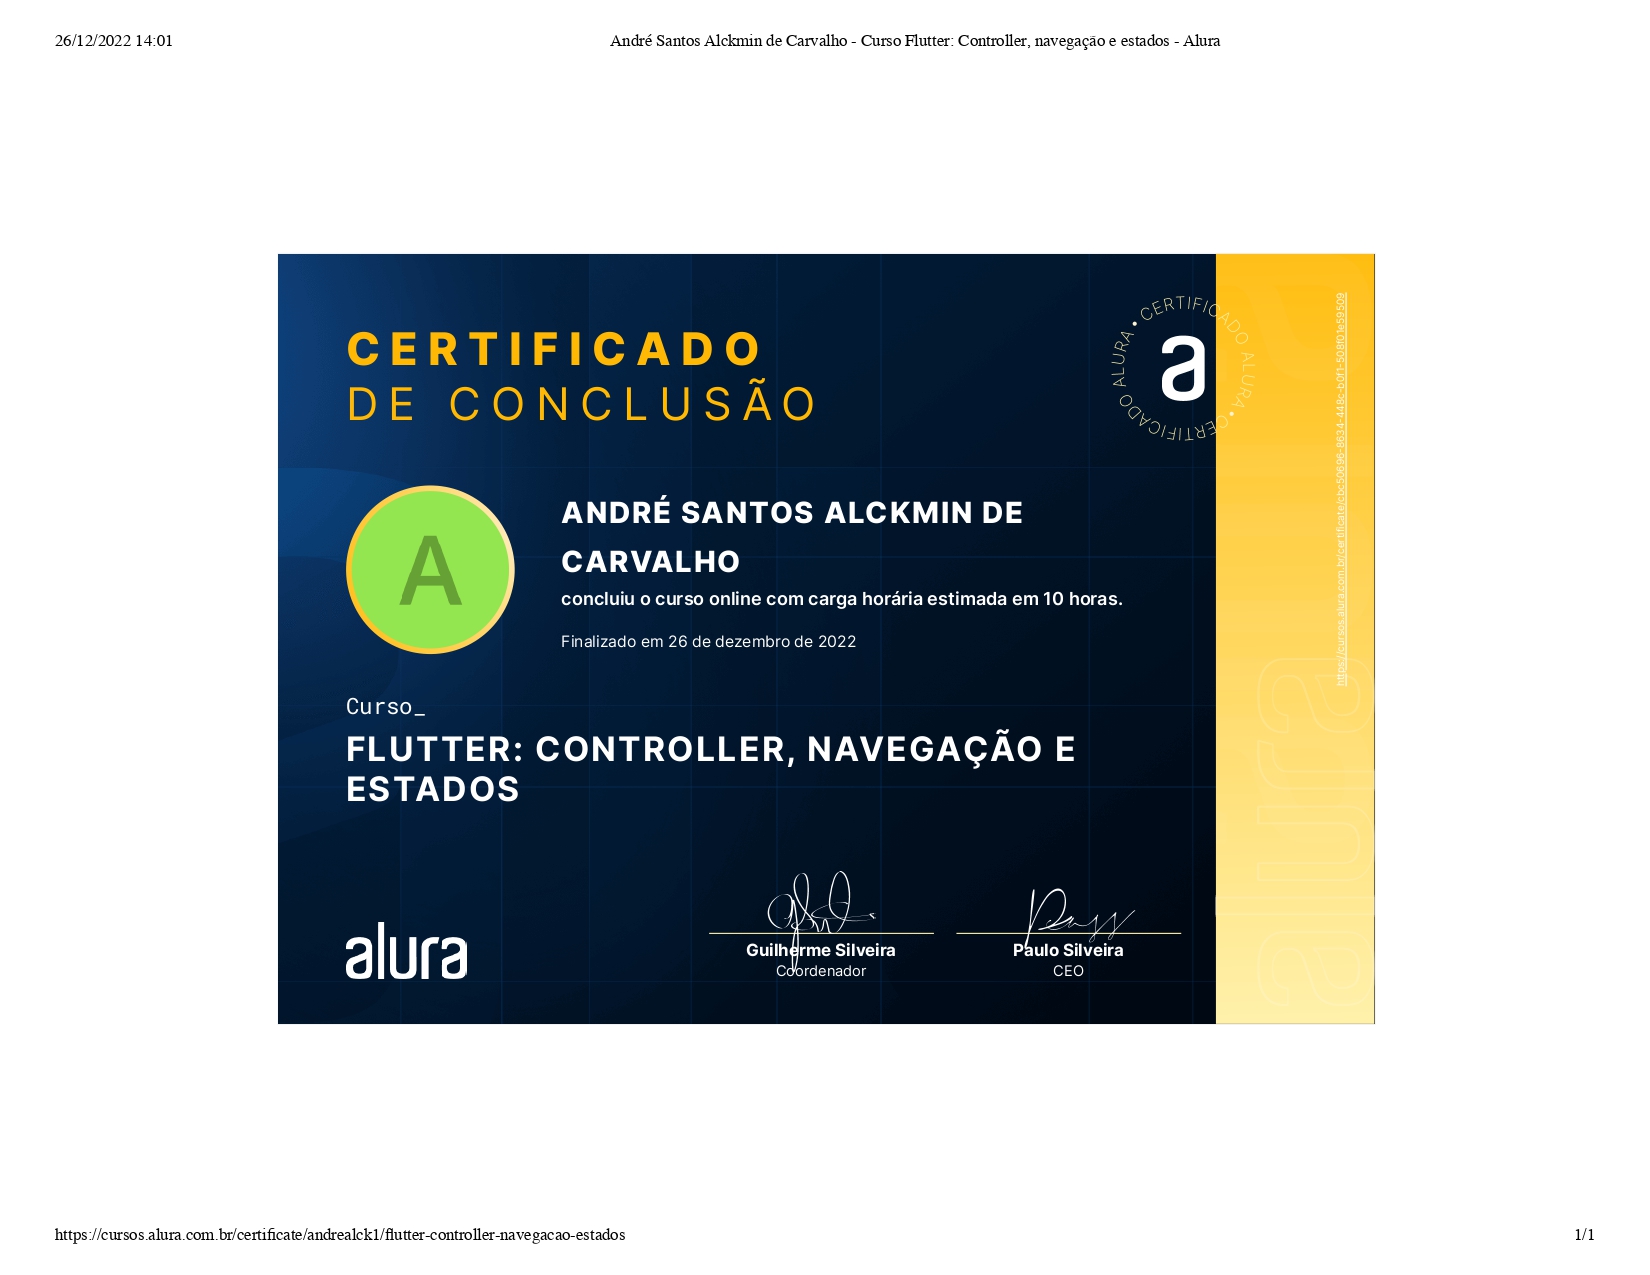 26/12/2022 14:01
André Santos Alckmin de Carvalho - Curso Flutter: Controller, navegação e estados - Alura
CERTIFICADO
DE CONCLUSÃO
CERTIFICADO ALURA • CERTIFICADO ALURA •
a
https://cursos.alura.com.br/certificate/cbc50696-8634-448c-b0f1-508f01e59509
A
ANDRÉ SANTOS ALCKMIN DE
CARVALHO
concluiu o curso online com carga horária estimada em 10 horas.
Finalizado em 26 de dezembro de 2022
Curso_
FLUTTER: CONTROLLER, NAVEGAÇÃO E
ESTADOS
alura
alura
Guilherme Silveira
Coordenador
Paulo Silveira
CEO
https://cursos.alura.com.br/certificate/andrealck1/flutter-controller-navegacao-estados
1/1